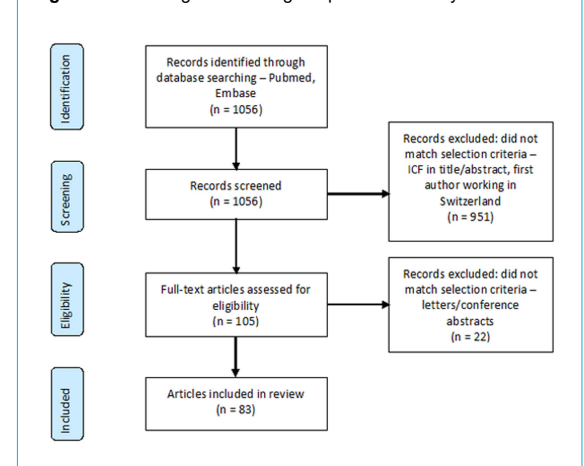 Identification
Records identified through
database searching – Pubmed,
Embase
(n = 1056)
Screening
Records screened
(n = 1056)
Records excluded: did not
match selection criteria –
ICF in title/abstract, first
author working in
Switzerland
(n = 951)
Eligibility
Full-text articles assessed for
eligibility
(n = 105)
Records excluded: did not
match selection criteria –
letters/conference
abstracts
(n = 22)
Included
Articles included in review
(n = 83)